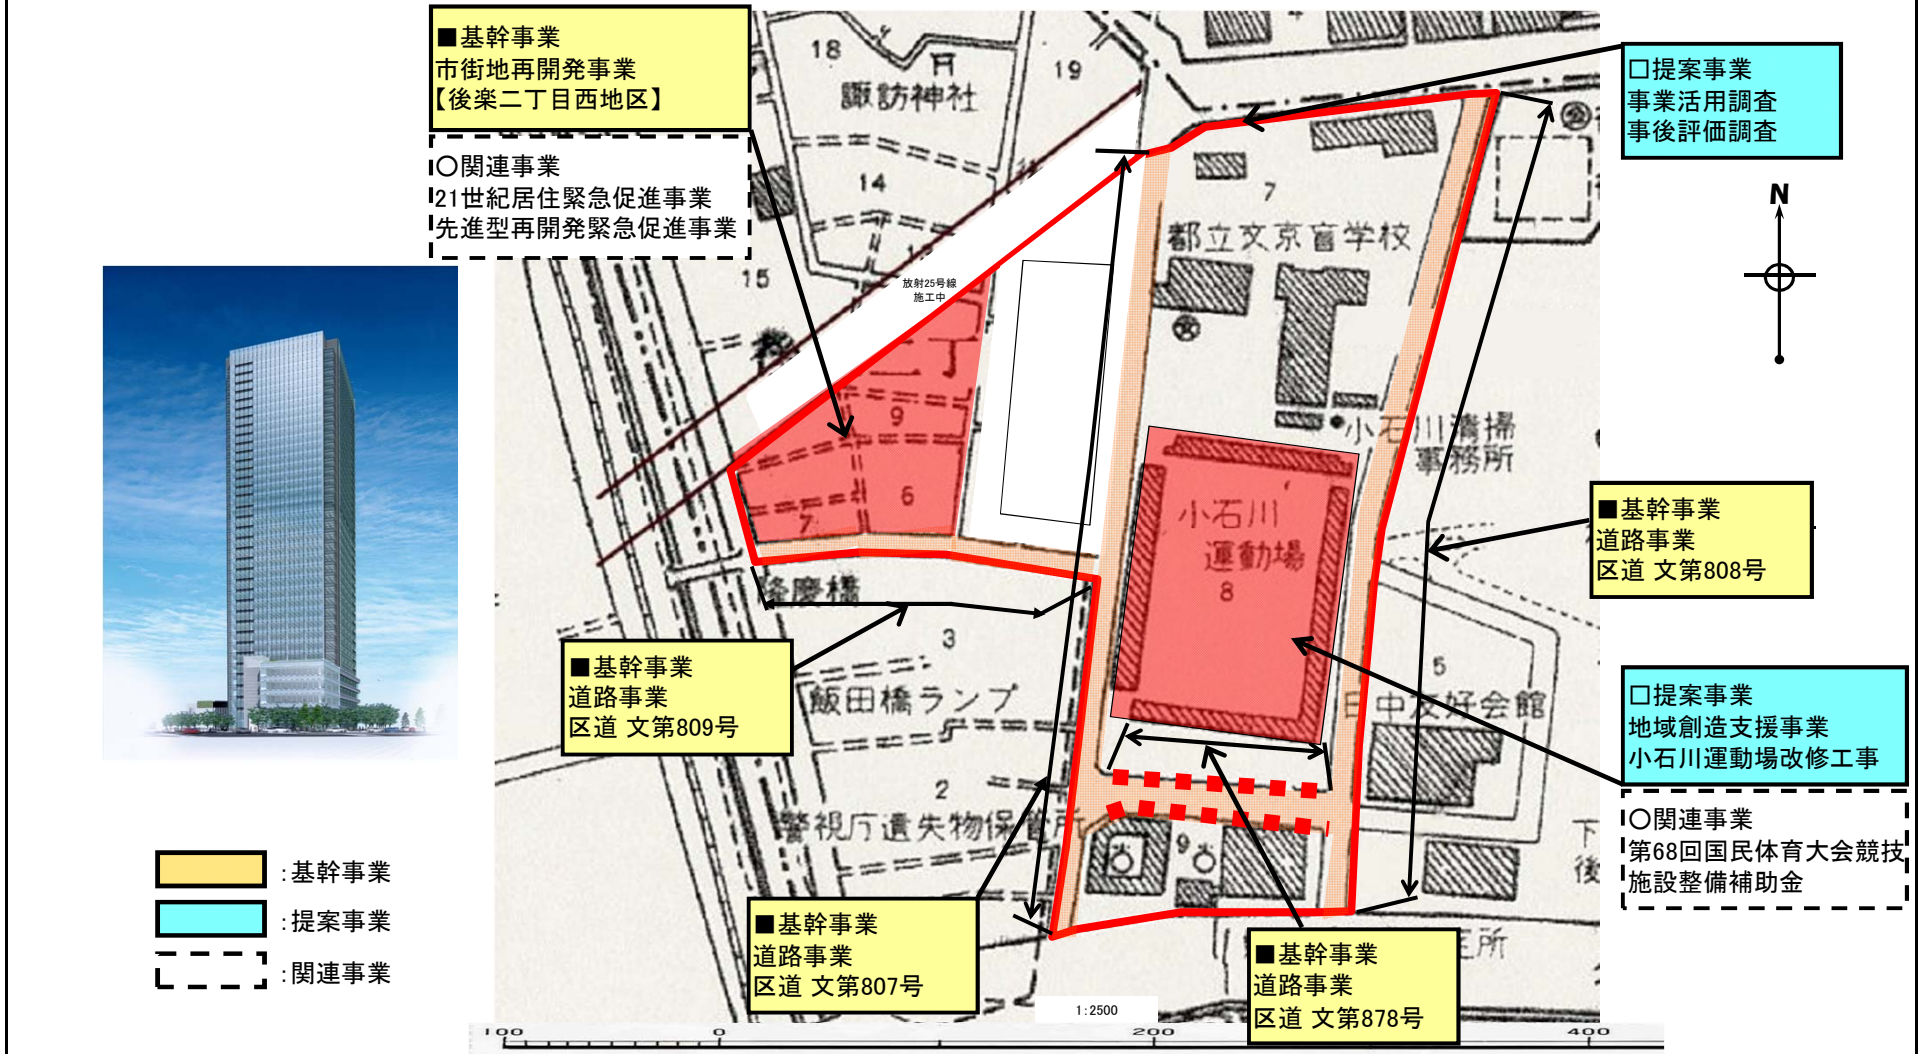 ■基幹事業
市街地再開発事業
【後楽二丁目西地区】
○関連事業
21世紀居住緊急促進事業
先進型再開発緊急促進事業
□提案事業
事業活用調査
事後評価調査
N
18
諏訪神社
19
14
15
放射25号線
施工中
7
都立文京盲学校
二丁
9
6
7
小石川清掃
事務所
小石川
運動場
8
■基幹事業
道路事業
区道 文第808号
隆慶橋
3
■基幹事業
道路事業
区道 文第809号
飯田橋ランプ
5
日中友好会館
□提案事業
地域創造支援事業
小石川運動場改修工事
○関連事業
第68回国民体育大会競技
施設整備補助金
2
警視庁遺失物保管所
9
下
後
■基幹事業
道路事業
区道 文第807号
■基幹事業
道路事業
区道 文第878号
所
:基幹事業
:提案事業
:関連事業
1:2500
100
0
200
400